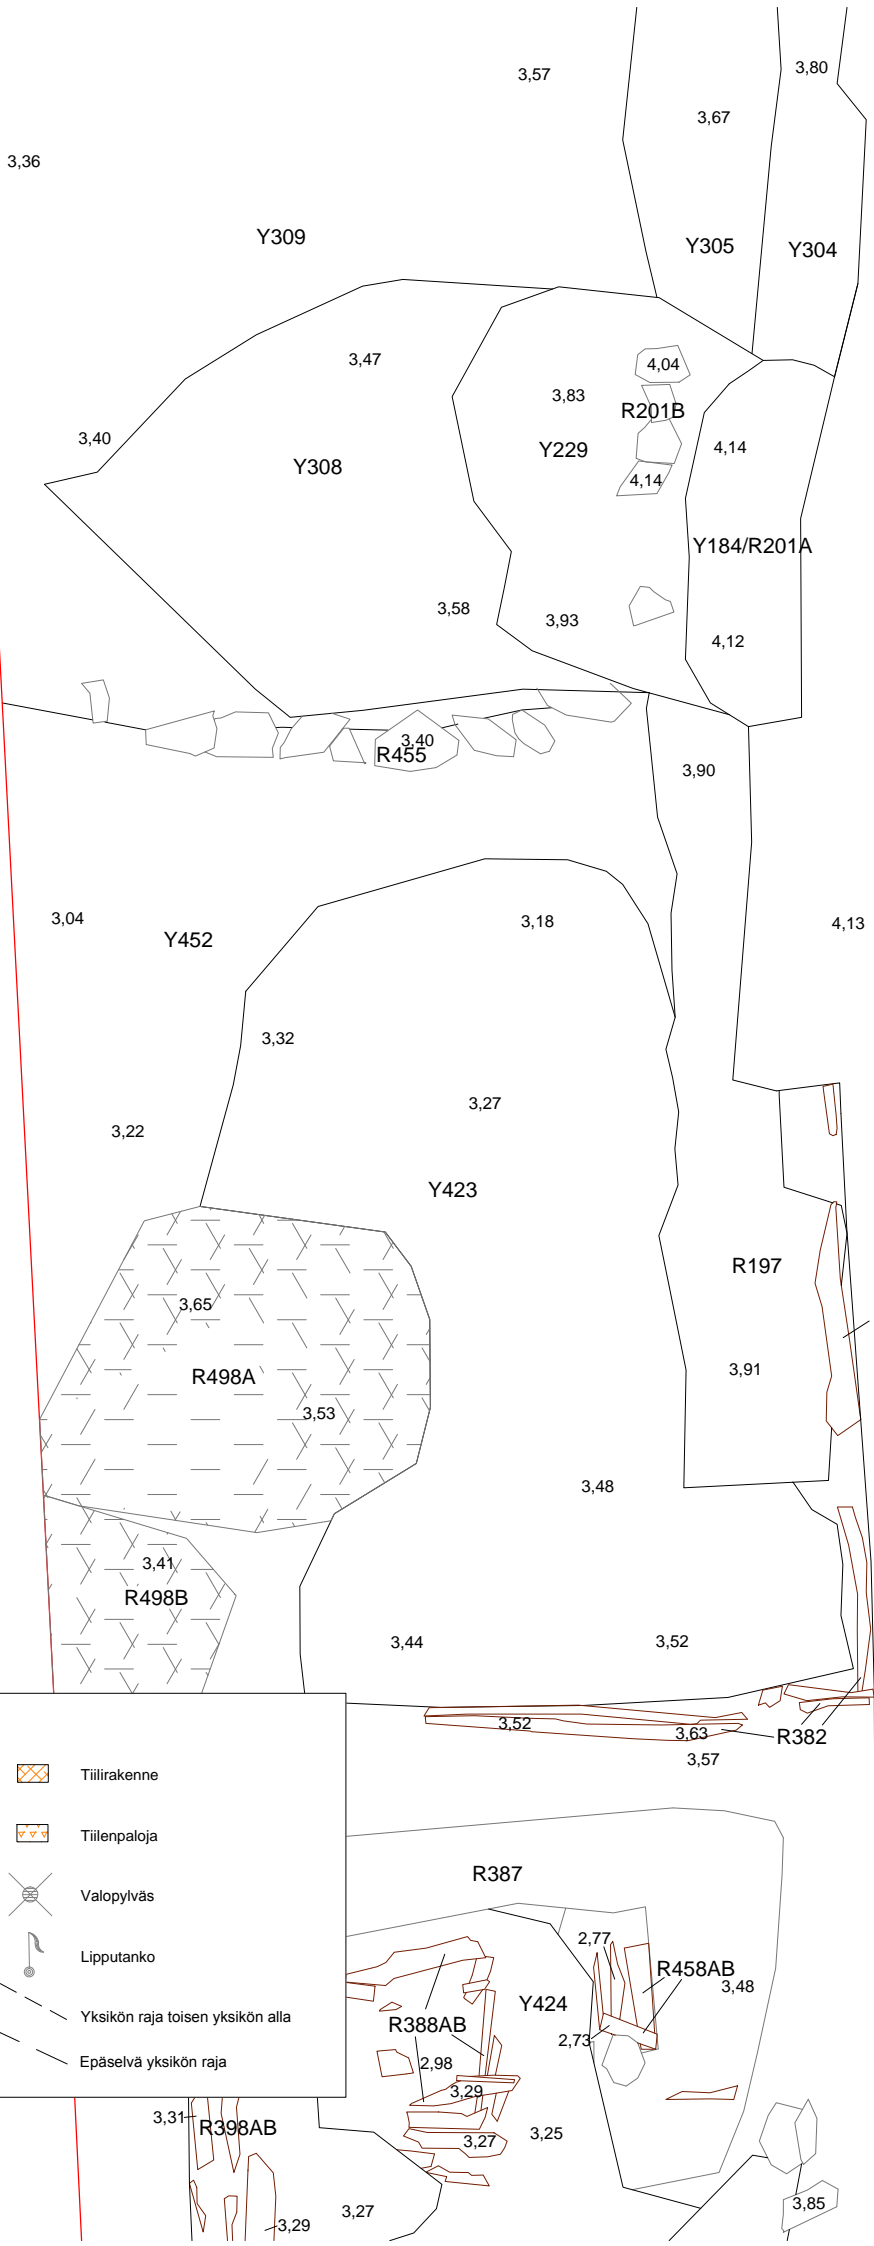 3,57
3,80
3,67
3,36
Y309
Y305
Y304
3,47
4,04
3,83
R201B
3,40
Y308
Y229
4,14
4,14
Y184/R201A
3,58
3,93
4,12
3,40
R455
3,90
3,04
Y452
3,18
4,13
3,32
3,27
3,22
Y423
R197
3,65
R498A
3,91
3,53
3,48
3,41
R498B
3,44
3,52
3,52
3,63
R382
3,57
Tiilirakenne
Tiilenpaloja
Valopylväs
Lipputanko
Yksikön raja toisen yksikön alla
Epäselvä yksikön raja
R387
2,77
R458AB
3,48
Y424
R388AB
2,73
2,98
3,29
3,31
R398AB
3,25
3,27
3,27
3,29
3,85